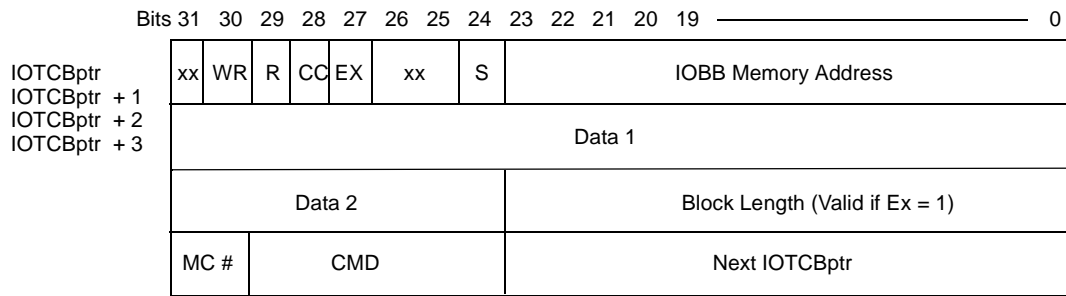 Bits 31 30 29 28 27 26 25 24 23 22 21 20 19 0
IOTCBptr xx WR R CC EX xx S IOBB Memory Address
IOTCBptr + 1
IOTCBptr + 2
IOTCBptr + 3
Data 1
Data 2 Block Length (Valid if Ex = 1)
MC # CMD Next IOTCBptr